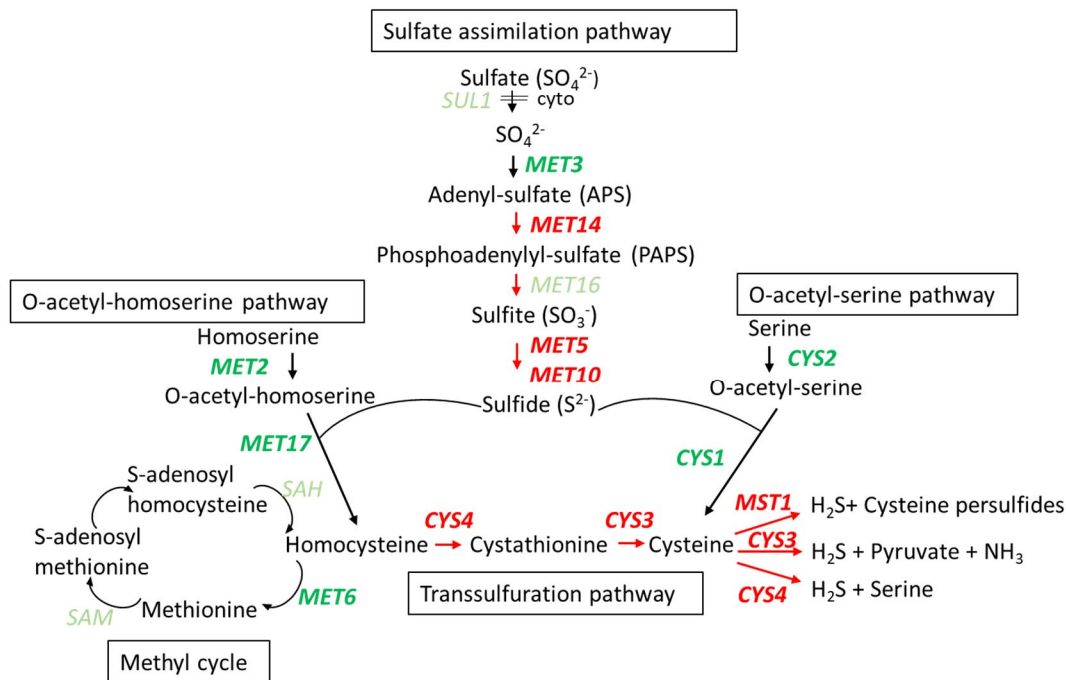 Sulfate assimilation pathway
Sulfate (SO₄²⁻)
SUL1 cyto
SO₄²⁻
MET3
Adenyl-sulfate (APS)
MET14
Phosphoadenylyl-sulfate (PAPS)
MET16
O-acetyl-homoserine pathway
O-acetyl-serine pathway
Sulfite (SO₃⁻)
Homoserine
Serine
MET5
MET2
CYS2
MET10
O-acetyl-homoserine
Sulfide (S²⁻)
O-acetyl-serine
MET17
CYS1
S-adenosyl
homocysteine
SAH
MST1
H₂S+ Cysteine persulfides
S-adenosyl
methionine
Homocysteine
CYS4
Cystathionine
CYS3
Cysteine
CYS3
H₂S + Pyruvate + NH₃
SAM
Methionine
MET6
Transsulfuration pathway
CYS4
H₂S + Serine
Methyl cycle